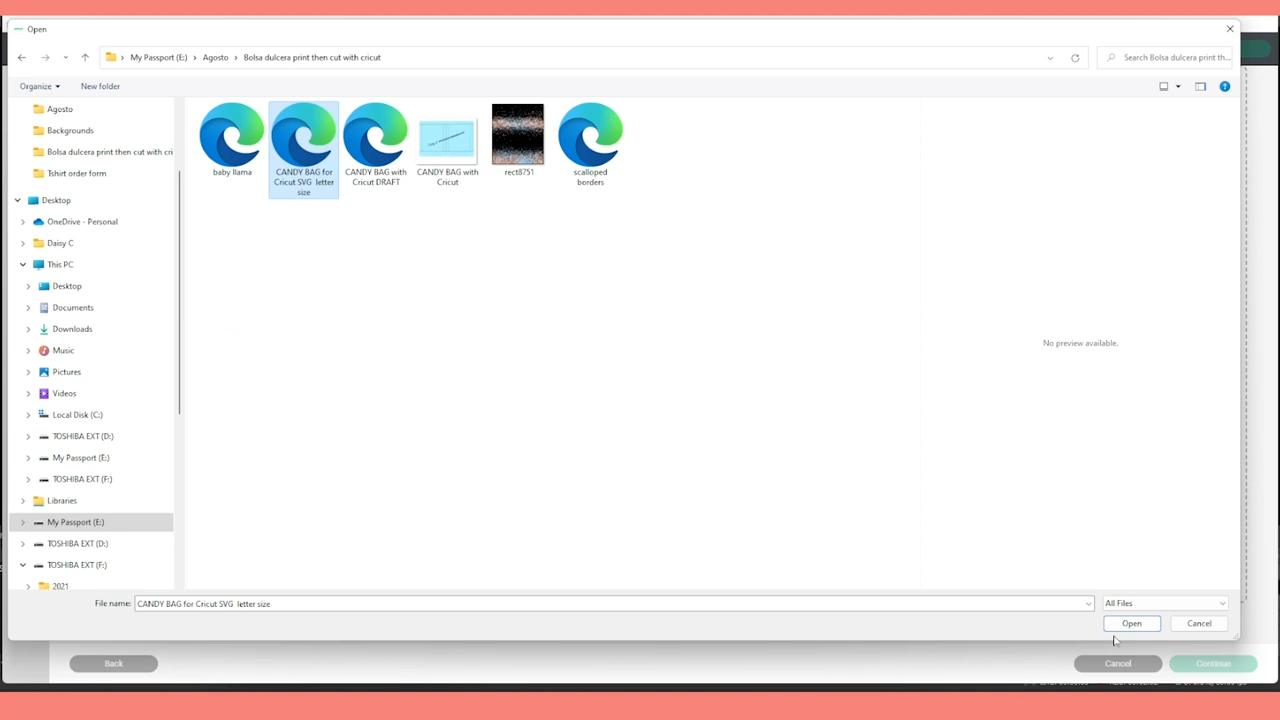 Open
My Passport (E:) › Agosto › Bolsa dulcera print then cut with cricut
Search Bolsa dulcera print th...
Organize
New folder
Agosto
Backgrounds
Bolsa dulcera print then cut with cri
Tshirt order form
Desktop
OneDrive - Personal
Daisy C
This PC
Desktop
Documents
Downloads
Music
Pictures
Videos
Local Disk (C:)
TOSHIBA EXT (D:)
My Passport (E:)
TOSHIBA EXT (F:)
Libraries
My Passport (E:)
TOSHIBA EXT (D:)
TOSHIBA EXT (F:)
2021
baby llama
CANDY BAG for
Cricut SVG letter
size
CANDY BAG with
Cricut DRAFT
CANDY BAG with
Cricut
rect8751
scalloped
borders
No preview available.
File name:
CANDY BAG for Cricut SVG letter size
All Files
Open
Cancel
Back
Cancel
Continue